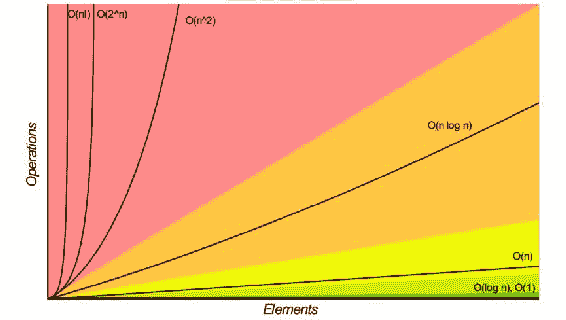 O(n!)
O(2^n)
O(n^2)
O(n log n)
O(n)
O(log n), O(1)
Operations
Elements